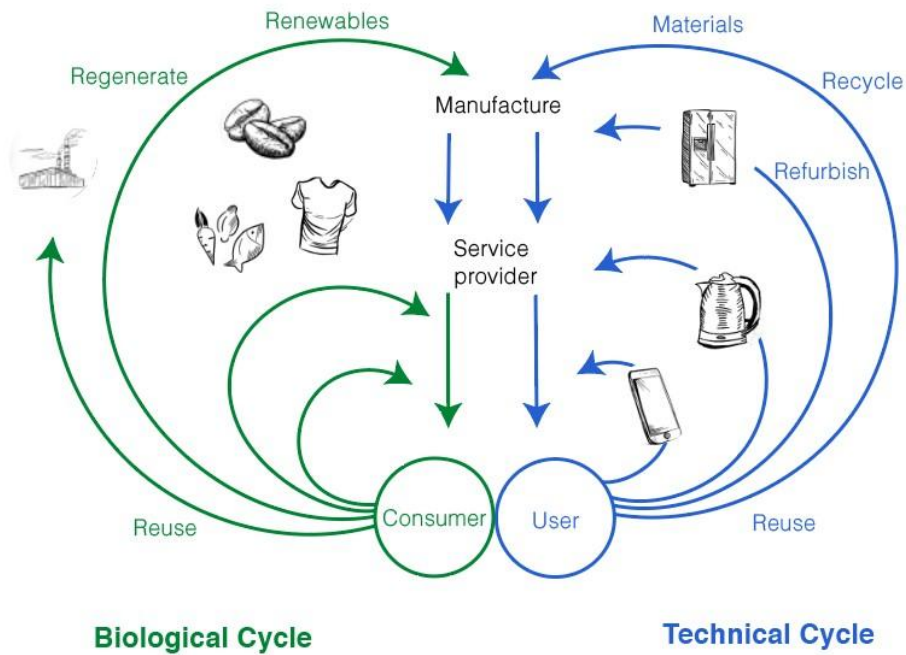 Renewables
Materials
Regenerate
Recycle
Manufacture
Refurbish
Service
provider
Consumer
User
Reuse
Reuse
Biological Cycle
Technical Cycle